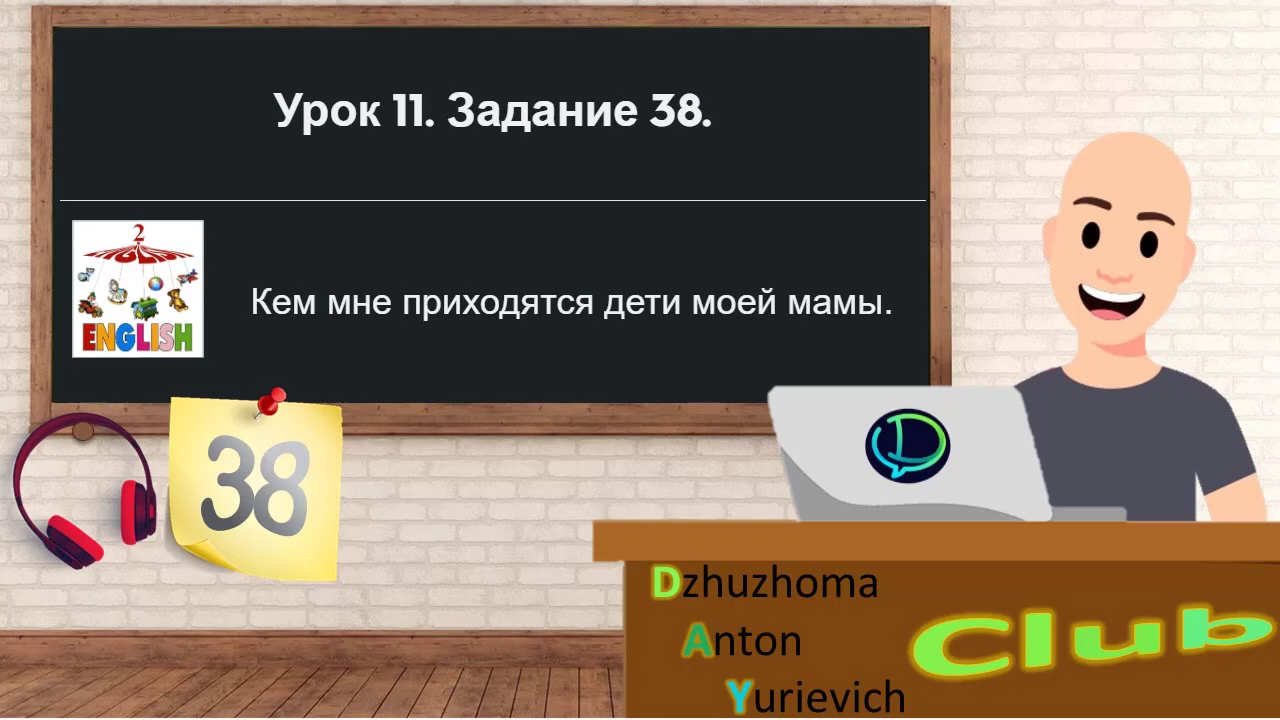 Урок 11. Задание 38.
2
ENGLISH
Кем мне приходятся дети моей мамы.
38
D
Dzhuzhoma
Anton
Yurievich
Club